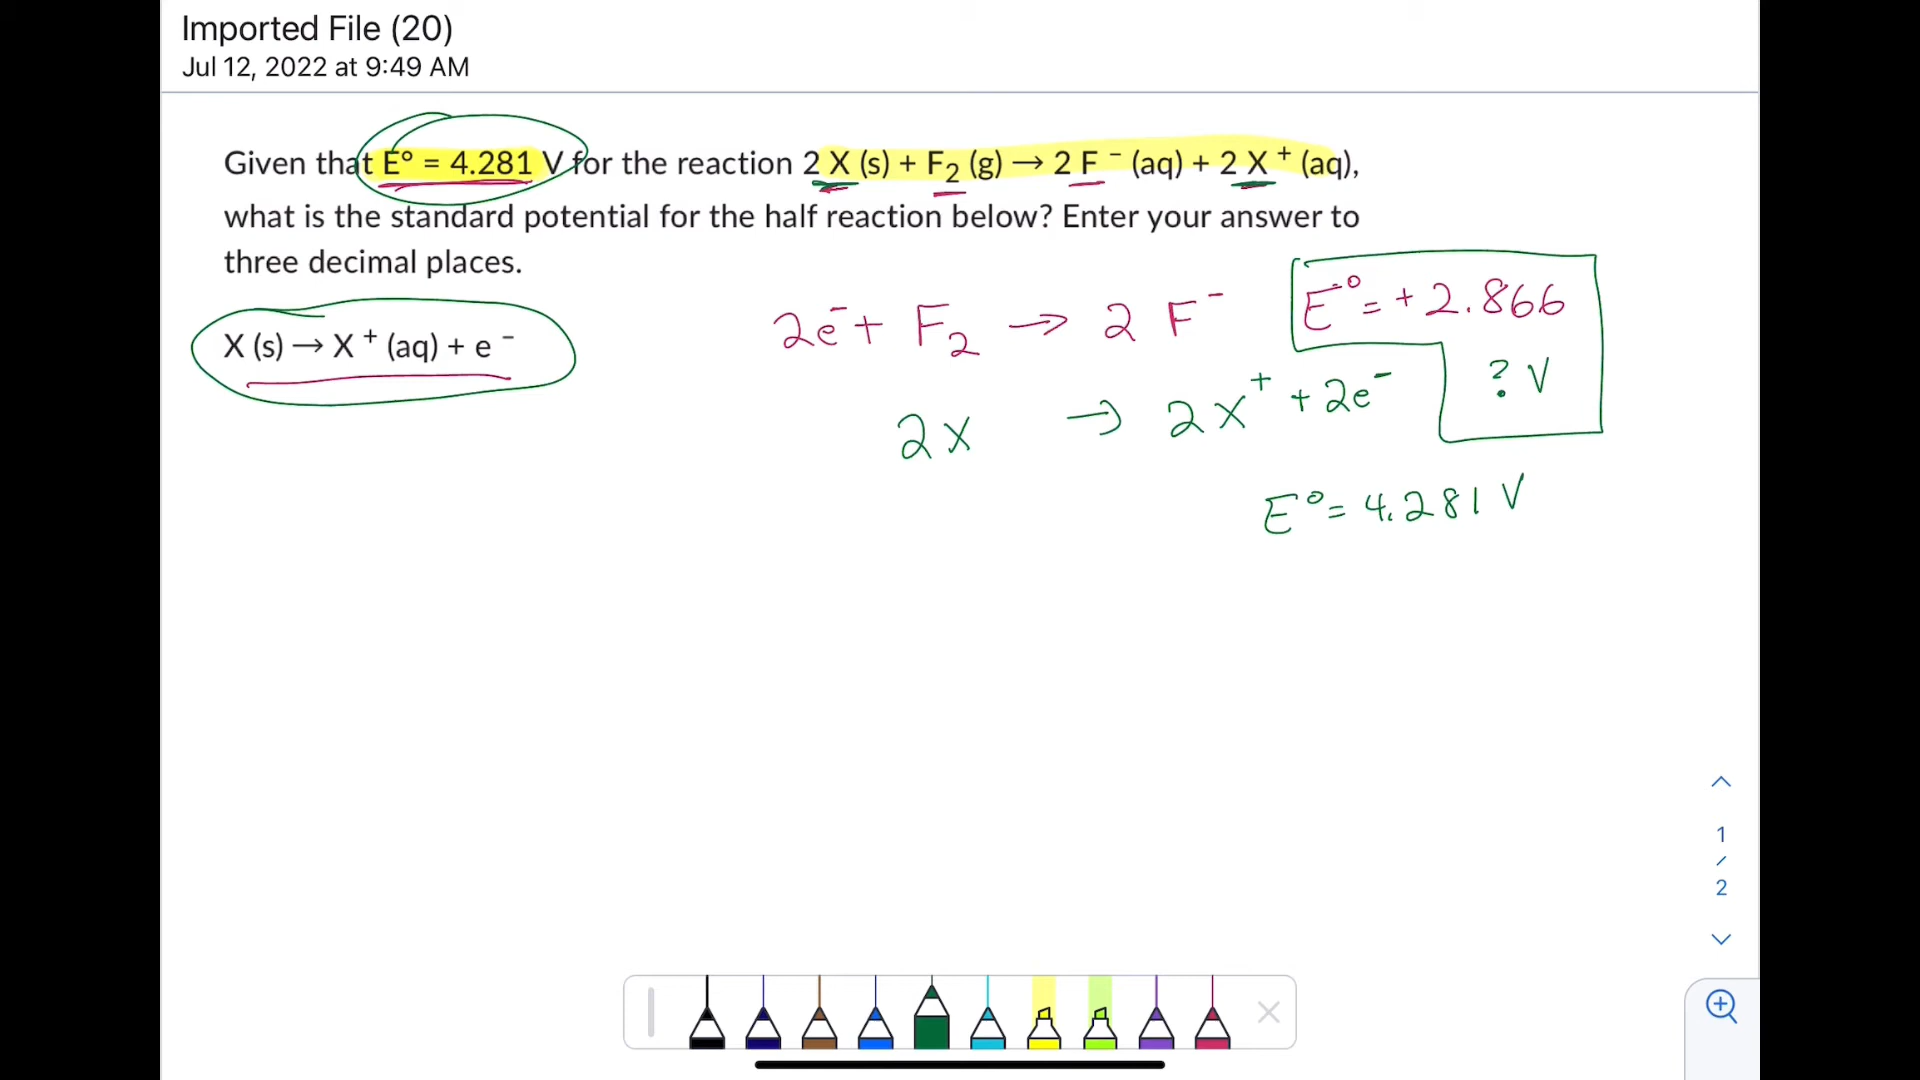 Imported File (20)
Jul 12, 2022 at 9:49 AM
Given that E° = 4.281 V for the reaction 2 X (s) + F₂ (g) → 2 F⁻ (aq) + 2 X⁺ (aq),
what is the standard potential for the half reaction below? Enter your answer to
three decimal places.
X (s) → X⁺ (aq) + e⁻
2e⁻ + F₂ → 2 F⁻ E° = + 2.866
2X → 2X⁺ + 2e⁻ ? V
E° = 4.281 V
1
/
2